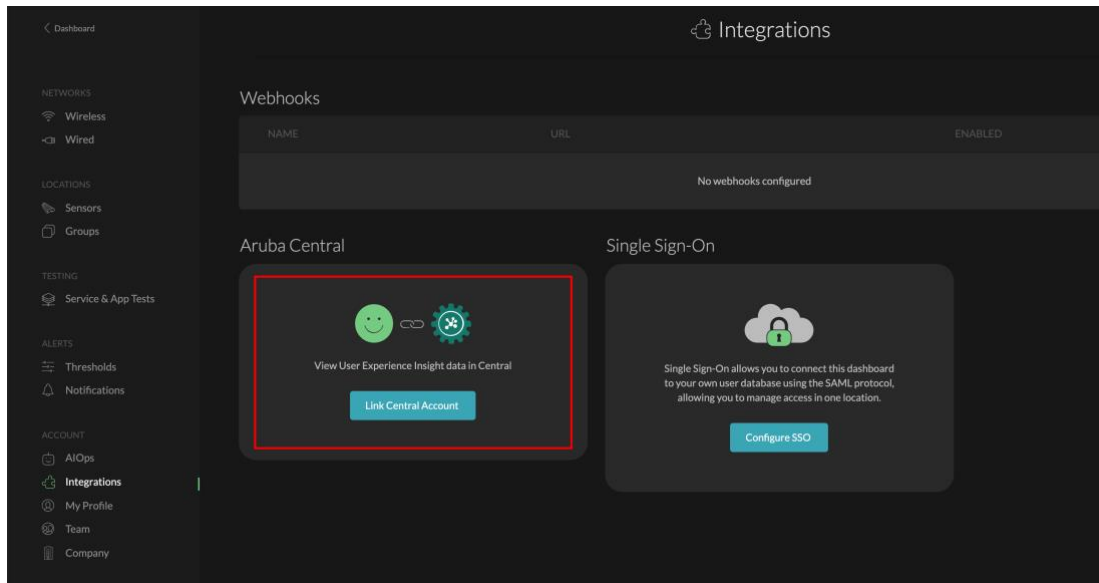 Dashboard
Integrations
NETWORKS
Wireless
Wired
LOCATIONS
Sensors
Groups
TESTING
Service & App Tests
ALERTS
Thresholds
Notifications
ACCOUNT
AIOps
Integrations
My Profile
Team
Company
Webhooks
NAME URL ENABLED
No webhooks configured
Aruba Central
View User Experience Insight data in Central
Link Central Account
Single Sign-On
Single Sign-On allows you to connect this dashboard
to your own user database using the SAML protocol,
allowing you to manage access in one location.
Configure SSO